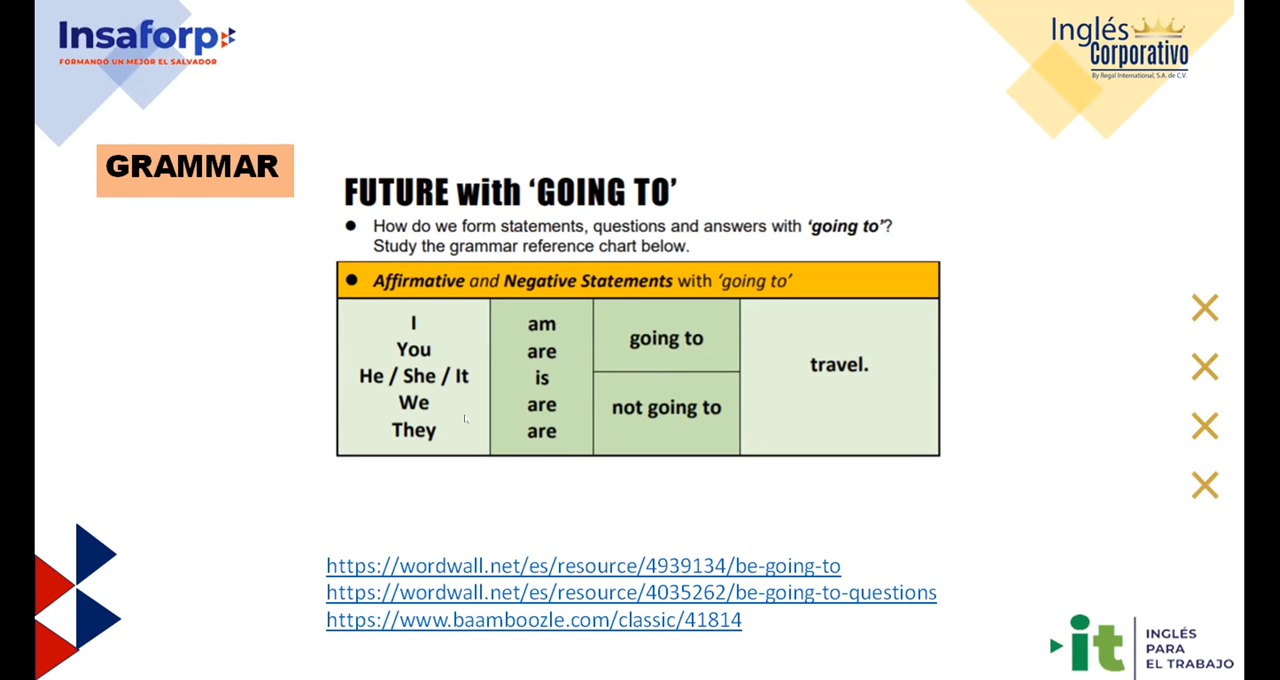 Insaforp
FORMANDO UN MEJOR EL SALVADOR
Inglés
Corporativo
By Regal International, S.A. de C.V.
GRAMMAR
FUTURE with ‘GOING TO’
● How do we form statements, questions and answers with ‘going to’?
Study the grammar reference chart below.
● Affirmative and Negative Statements with ‘going to’
I am
You are
going to
He / She / It is
travel.
We are
not going to
They are
https://wordwall.net/es/resource/4939134/be-going-to
https://wordwall.net/es/resource/4035262/be-going-to-questions
https://www.baamboozle.com/classic/41814
it
INGLÉS
PARA
EL TRABAJO